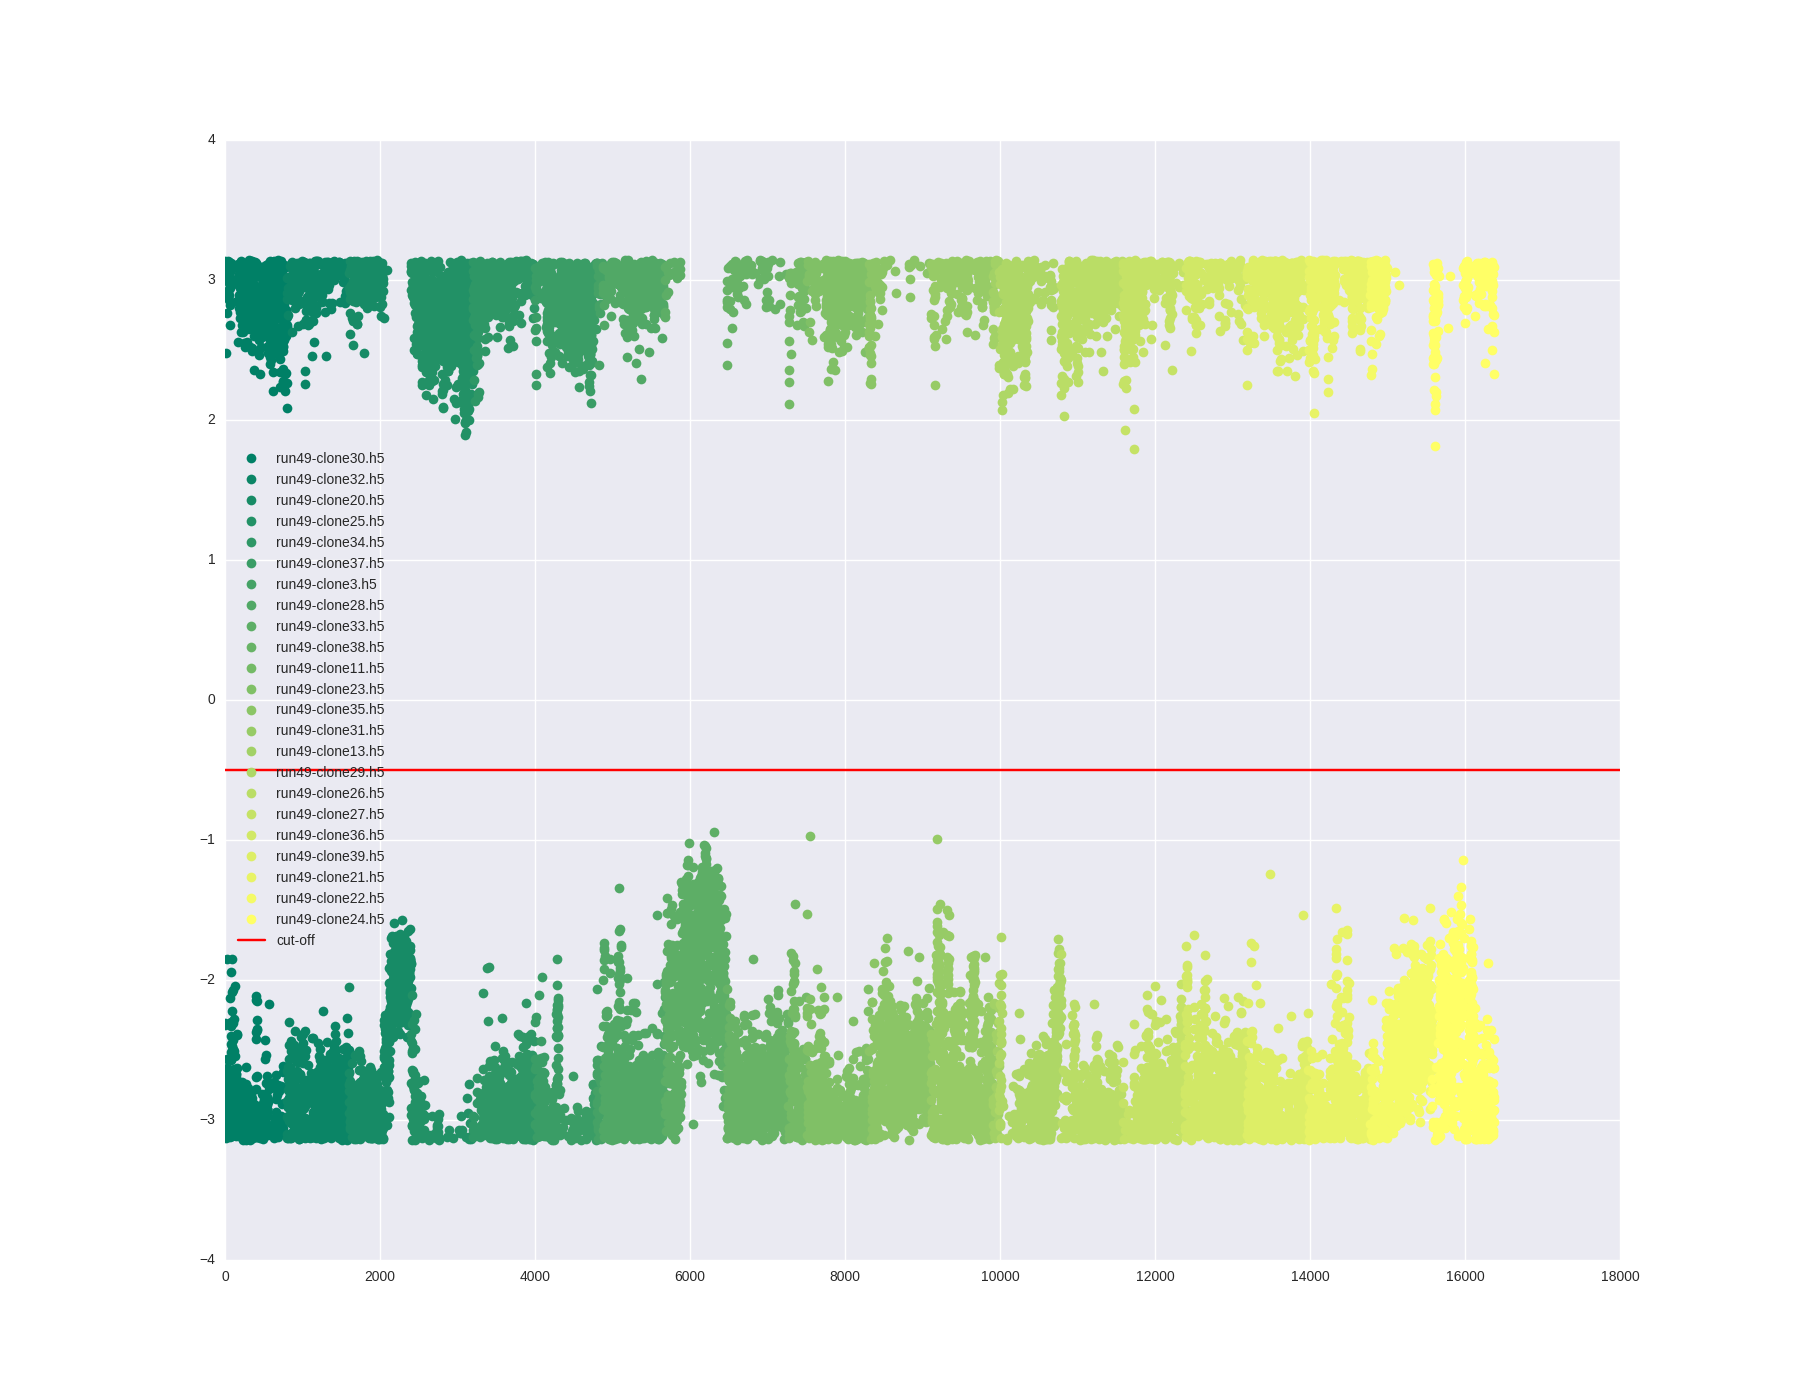 4
3
2
1
0
−1
−2
−3
−4
run49-clone30.h5
run49-clone32.h5
run49-clone20.h5
run49-clone25.h5
run49-clone34.h5
run49-clone37.h5
run49-clone3.h5
run49-clone28.h5
run49-clone33.h5
run49-clone38.h5
run49-clone11.h5
run49-clone23.h5
run49-clone35.h5
run49-clone31.h5
run49-clone13.h5
run49-clone29.h5
run49-clone26.h5
run49-clone27.h5
run49-clone36.h5
run49-clone39.h5
run49-clone21.h5
run49-clone22.h5
run49-clone24.h5
cut-off
0 2000 4000 6000 8000 10000 12000 14000 16000 18000